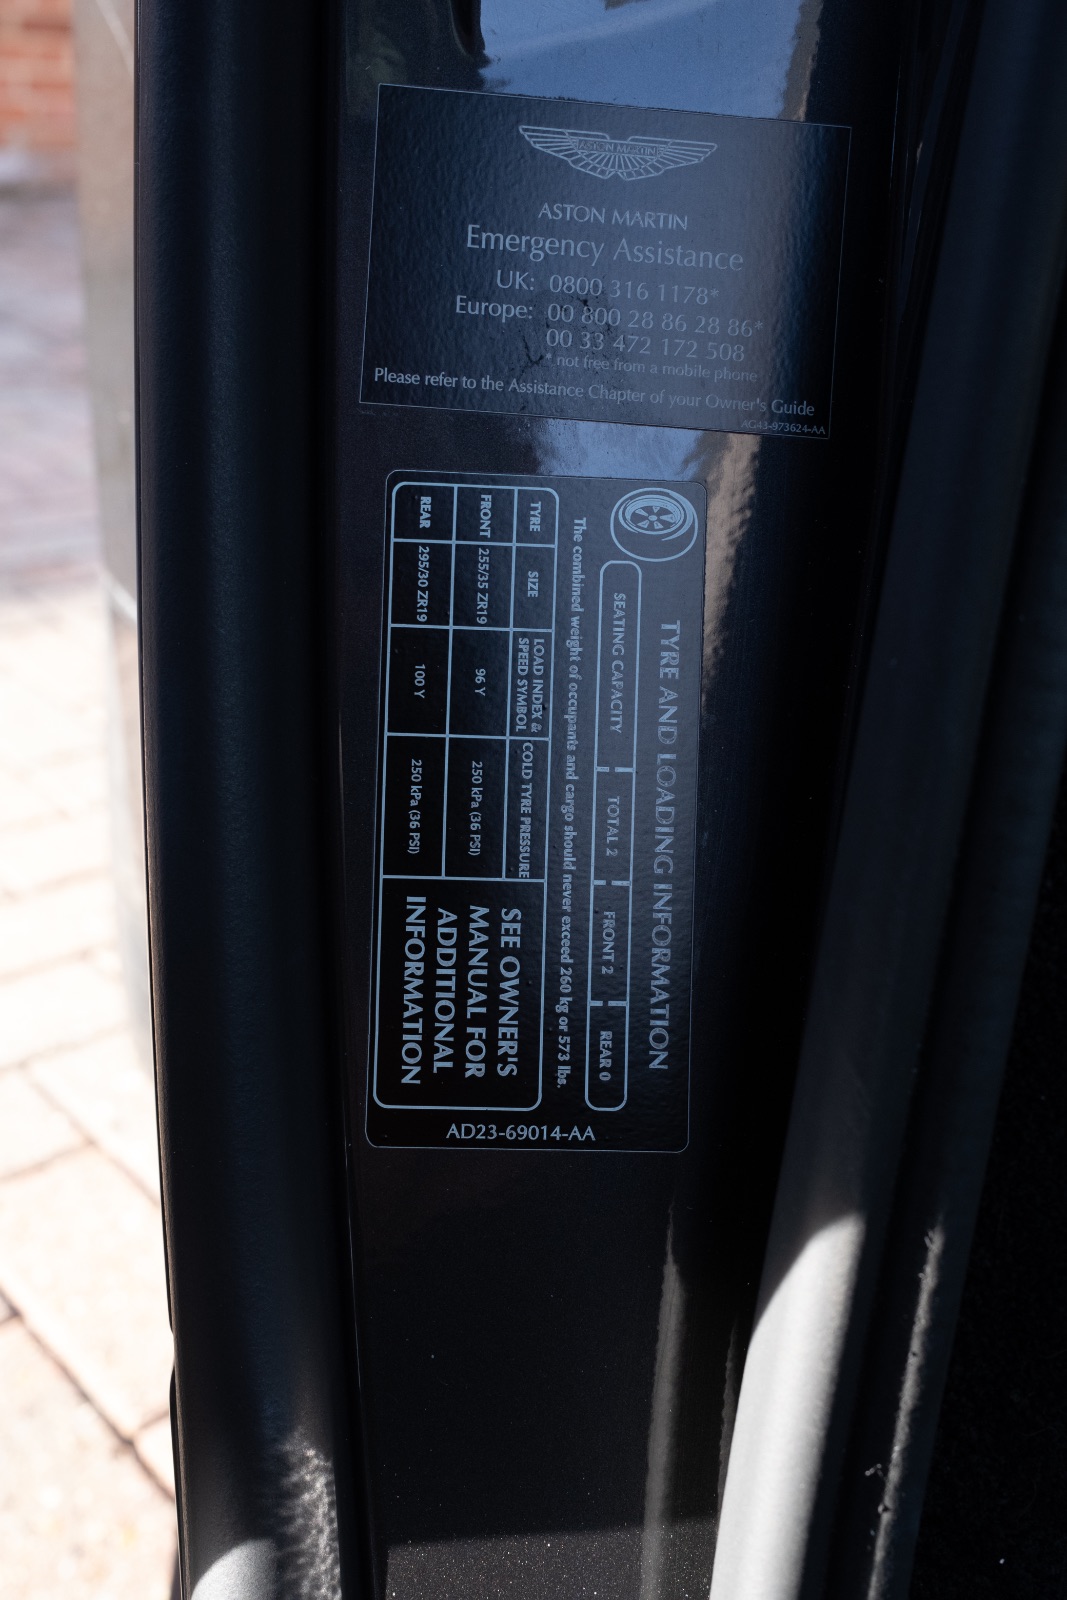 ASTON MARTIN
ASTON MARTIN
Emergency Assistance
UK: 0800 316 1178*
Europe: 00 800 28 86 28 86*
00 33 472 172 508
* not free from a mobile phone
Please refer to the Assistance Chapter of your Owner's Guide
AG43-973624-AA
TYRE AND LOADING INFORMATION
SEATING CAPACITY TOTAL 2 FRONT 2 REAR 0
The combined weight of occupants and cargo should never exceed 260 kg or 573 lbs.
TYRE SIZE LOAD INDEX & SPEED SYMBOL COLD TYRE PRESSURE
FRONT 255/35 ZR19 96 Y 250 kPa (36 PSI)
REAR 295/30 ZR19 100 Y 250 kPa (36 PSI)
SEE OWNER'S
MANUAL FOR
ADDITIONAL
INFORMATION
AD23-69014-AA